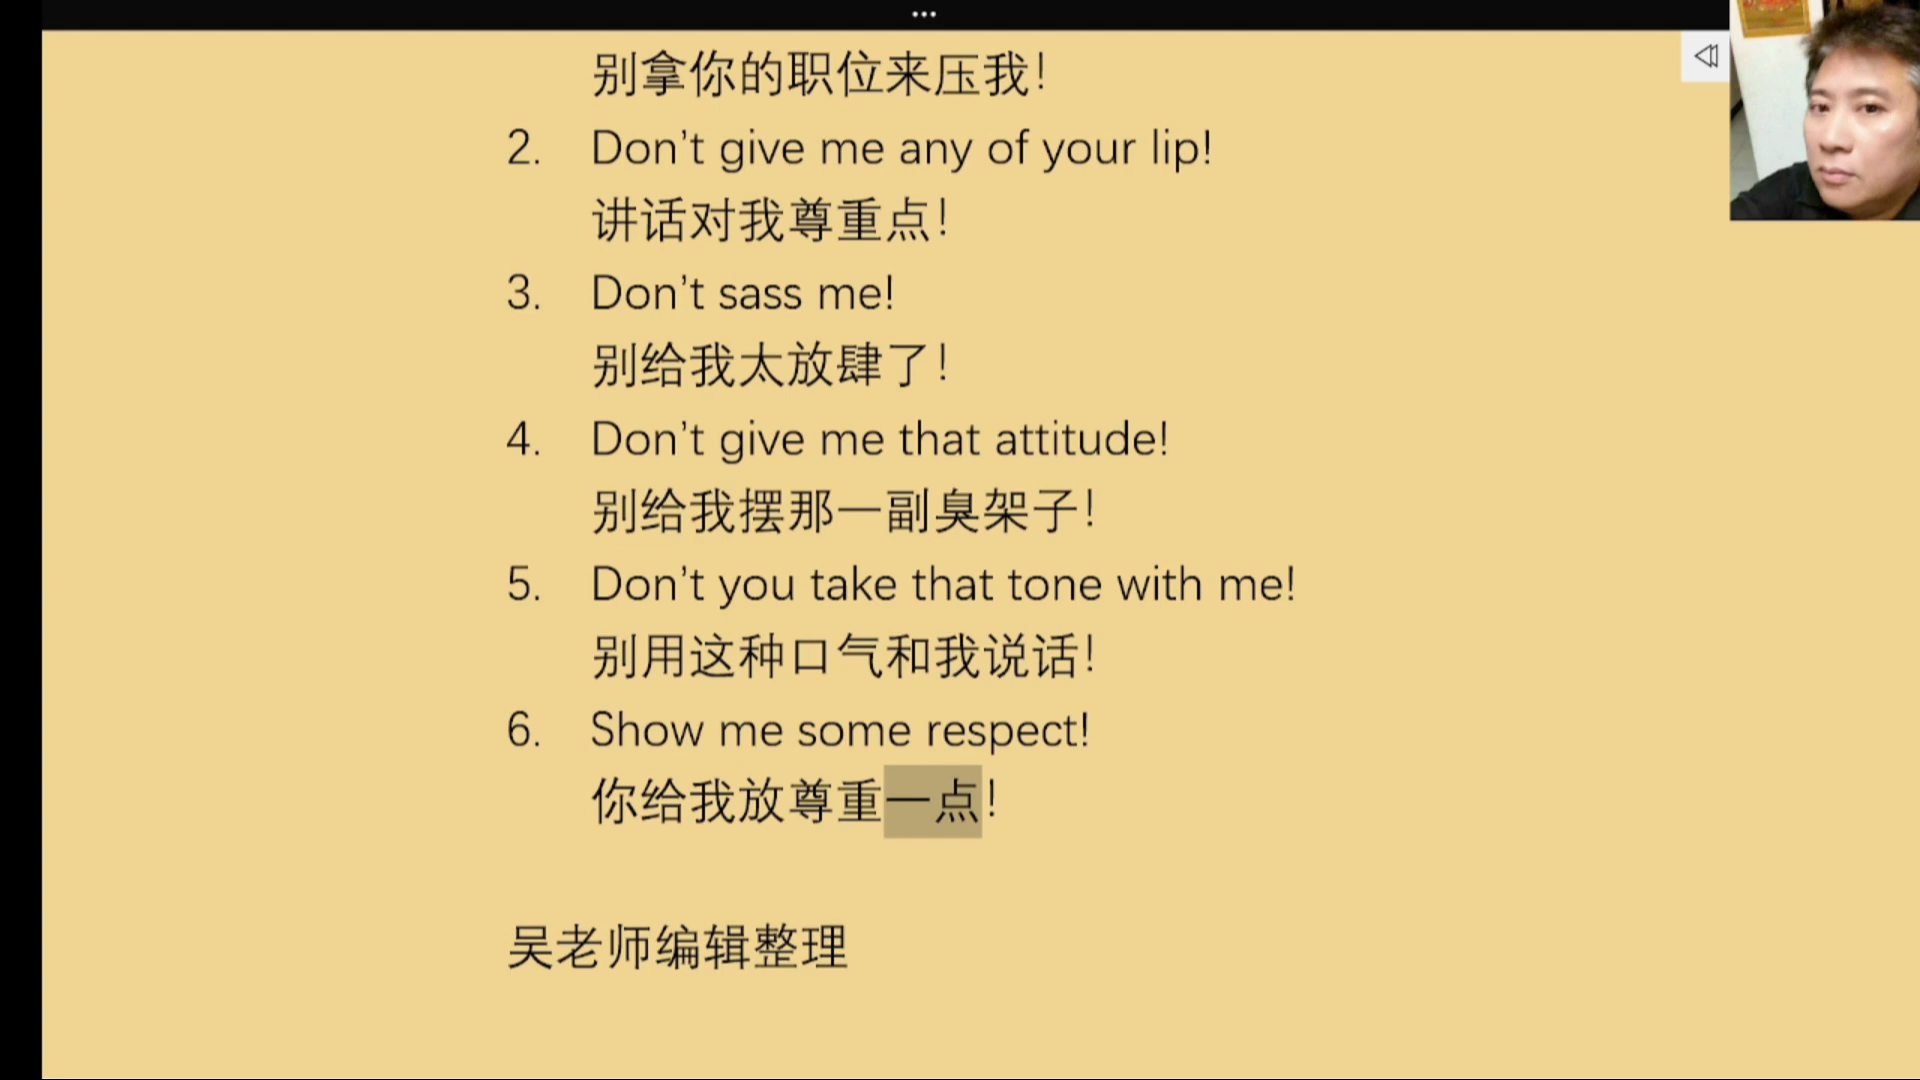 别拿你的职位来压我！
2. Don’t give me any of your lip!
讲话对我尊重点！
3. Don’t sass me!
别给我太放肆了！
4. Don’t give me that attitude!
别给我摆那一副臭架子！
5. Don’t you take that tone with me!
别用这种口气和我说话！
6. Show me some respect!
你给我放尊重一点！
吴老师编辑整理